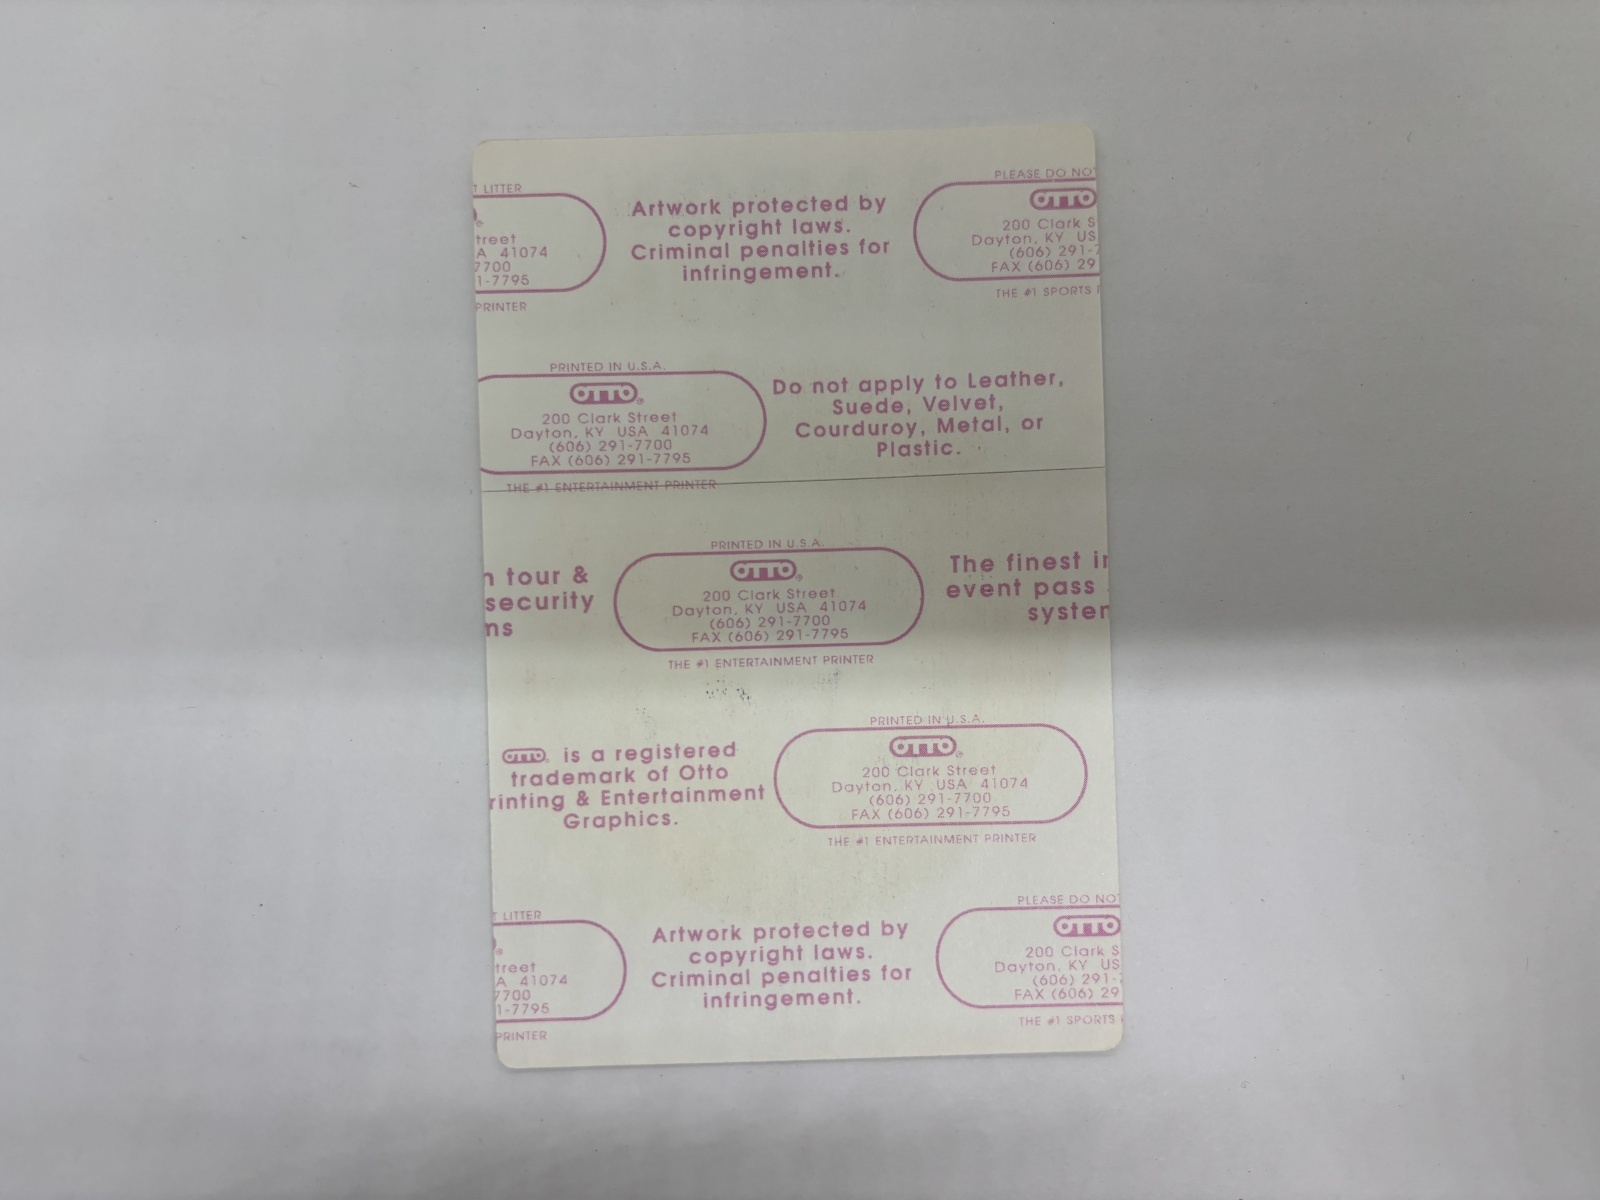 T LITTER
treet
A 41074
7700
1-7795
PRINTER
Artwork protected by
copyright laws.
Criminal penalties for
infringement.
PLEASE DO NOT
OTTO
200 Clark S
Dayton, KY US
(606) 291-7
FAX (606) 29
THE #1 SPORTS
PRINTED IN U.S.A.
OTTO®
200 Clark Street
Dayton, KY USA 41074
(606) 291-7700
FAX (606) 291-7795
THE #1 ENTERTAINMENT PRINTER
Do not apply to Leather,
Suede, Velvet,
Courduroy, Metal, or
Plastic.
n tour &
security
ms
PRINTED IN U.S.A.
OTTO®
200 Clark Street
Dayton, KY USA 41074
(606) 291-7700
FAX (606) 291-7795
THE #1 ENTERTAINMENT PRINTER
The finest in
event pass
system
OTTO® is a registered
trademark of Otto
rinting & Entertainment
Graphics.
PRINTED IN U.S.A.
OTTO®
200 Clark Street
Dayton, KY USA 41074
(606) 291-7700
FAX (606) 291-7795
THE #1 ENTERTAINMENT PRINTER
T LITTER
®
treet
A 41074
7700
1-7795
PRINTER
Artwork protected by
copyright laws.
Criminal penalties for
infringement.
PLEASE DO NOT
OTTO
200 Clark S
Dayton, KY US
(606) 291-7
FAX (606) 29
THE #1 SPORTS